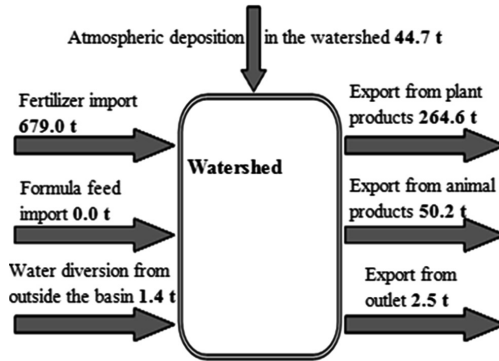 Atmospheric deposition in the watershed 44.7 t
Fertilizer import
679.0 t
Formula feed
import 0.0 t
Water diversion from
outside the basin 1.4 t
Watershed
Export from plant
products 264.6 t
Export from animal
products 50.2 t
Export from
outlet 2.5 t